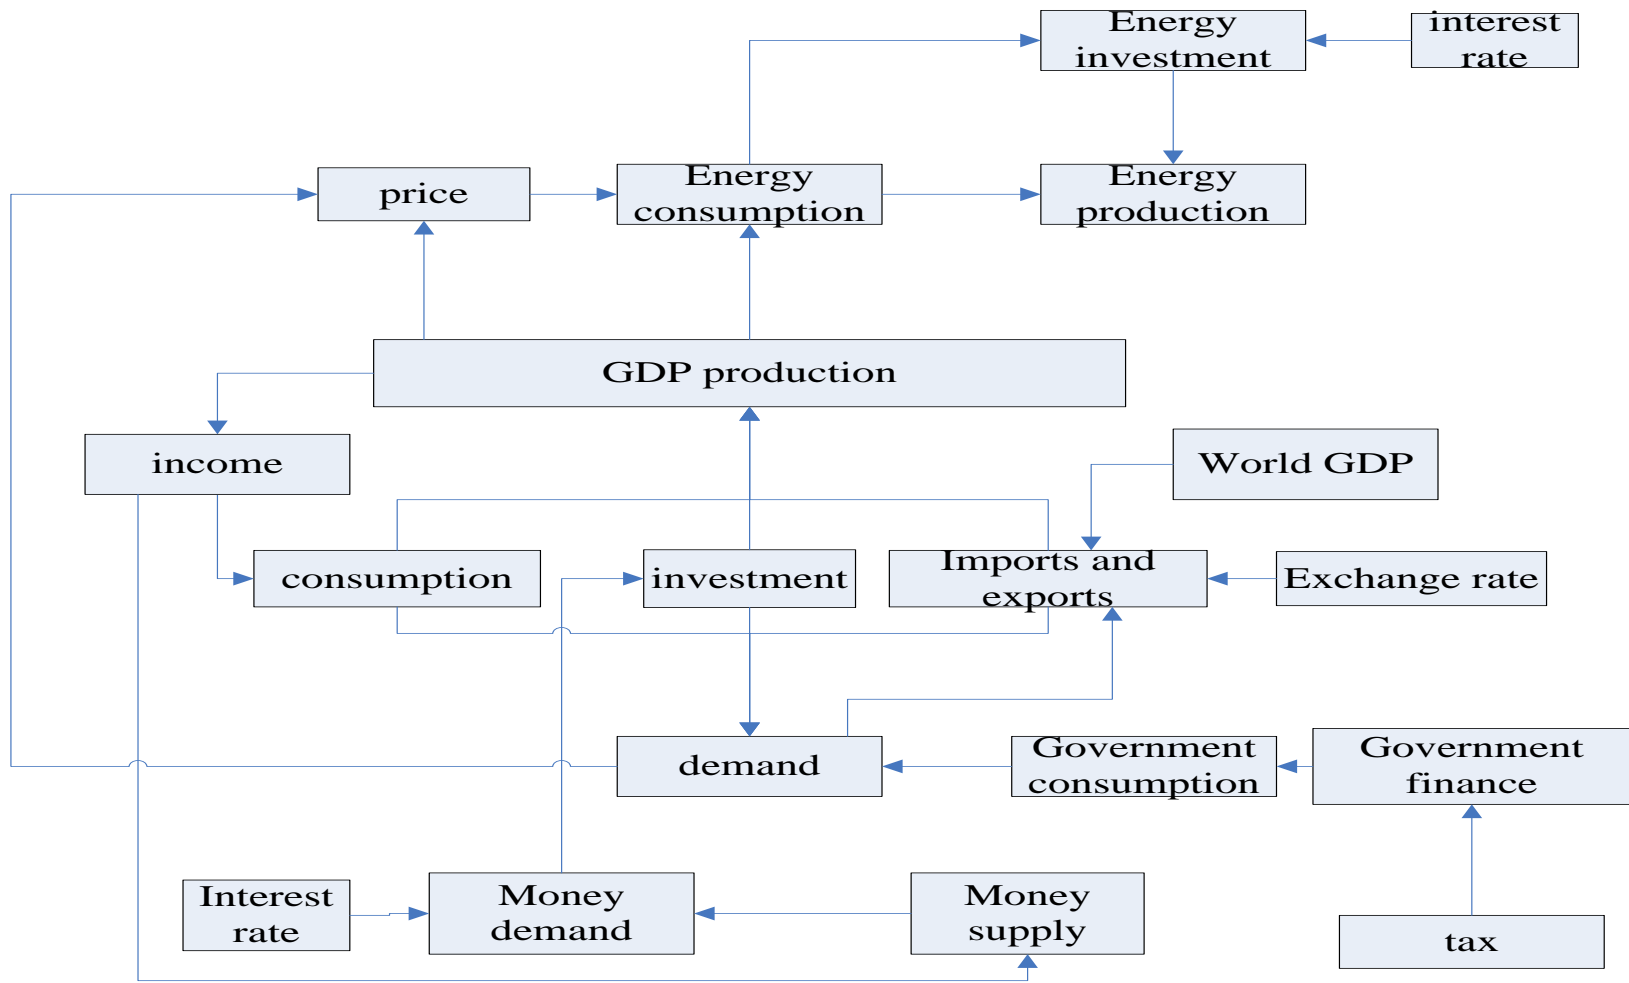 Energy
investment
interest
rate
price
Energy
consumption
Energy
production
GDP production
income
World GDP
consumption
investment
Imports and
exports
Exchange rate
demand
Government
consumption
Government
finance
Interest
rate
Money
demand
Money
supply
tax